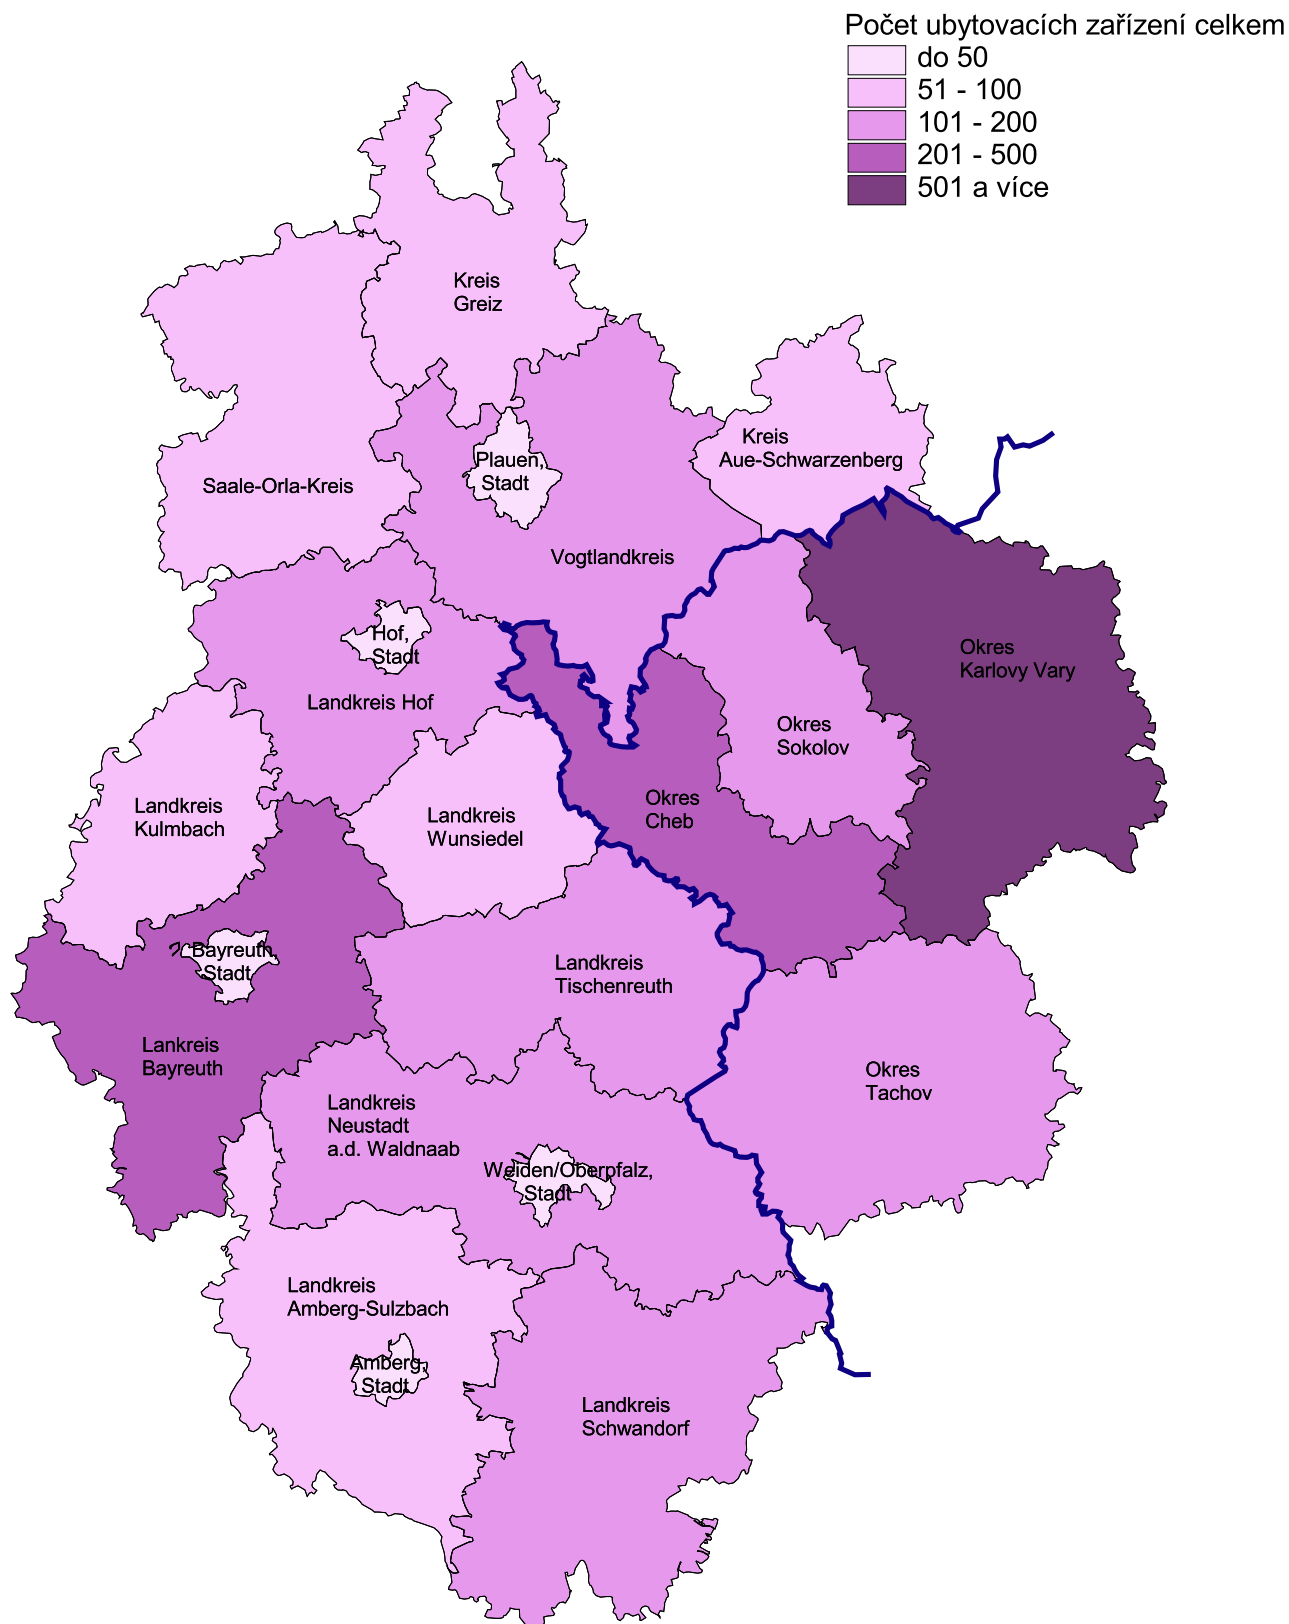 Počet ubytovacích zařízení celkem
do 50
51 - 100
101 - 200
201 - 500
501 a více
Kreis
Greiz
Kreis
Aue-Schwarzenberg
Plauen,
Stadt
Saale-Orla-Kreis
Vogtlandkreis
Hof,
Stadt
Okres
Karlovy Vary
Landkreis Hof
Okres
Sokolov
Landkreis
Kulmbach
Okres
Cheb
Landkreis
Wunsiedel
Bayreuth,
Stadt
Landkreis
Tischenreuth
Lankreis
Bayreuth
Okres
Tachov
Landkreis
Neustadt
a.d. Waldnaab
Weiden/Oberpfalz,
Stadt
Landkreis
Amberg-Sulzbach
Amberg,
Stadt
Landkreis
Schwandorf